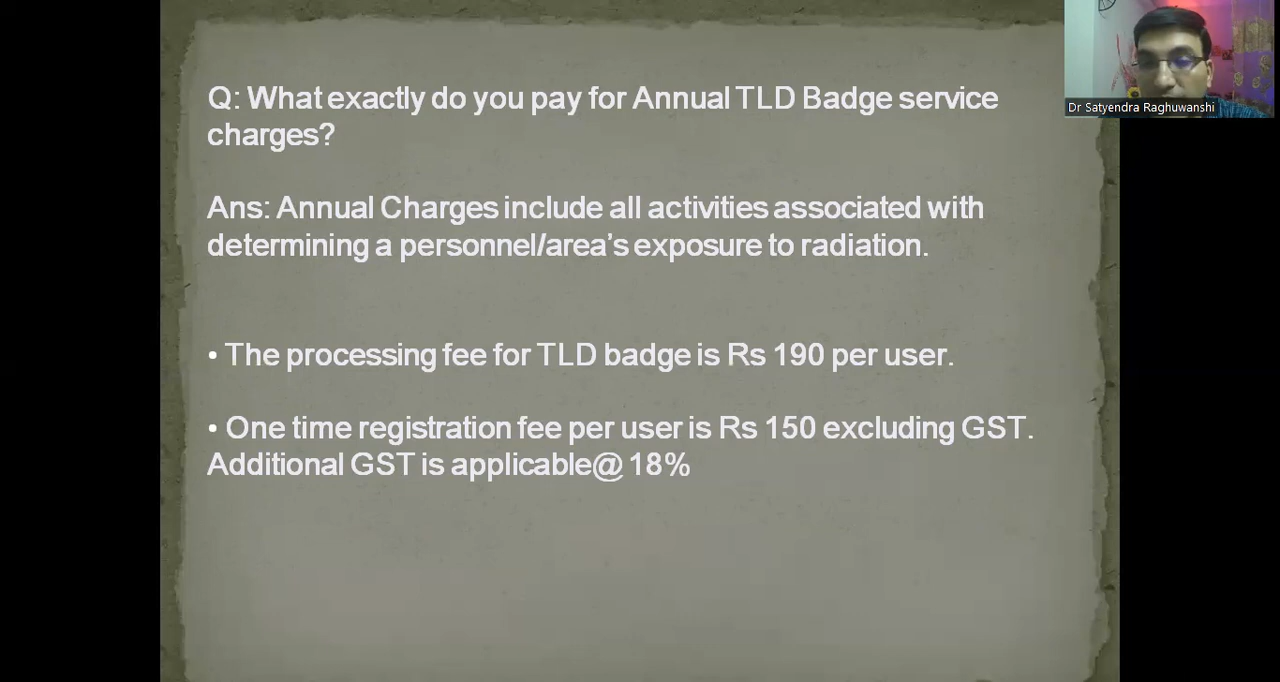 Q: What exactly do you pay for Annual TLD Badge service
charges?
Ans: Annual Charges include all activities associated with
determining a personnel/area’s exposure to radiation.
• The processing fee for TLD badge is Rs 190 per user.
• One time registration fee per user is Rs 150 excluding GST.
Additional GST is applicable@ 18%
Dr Satyendra Raghuwanshi